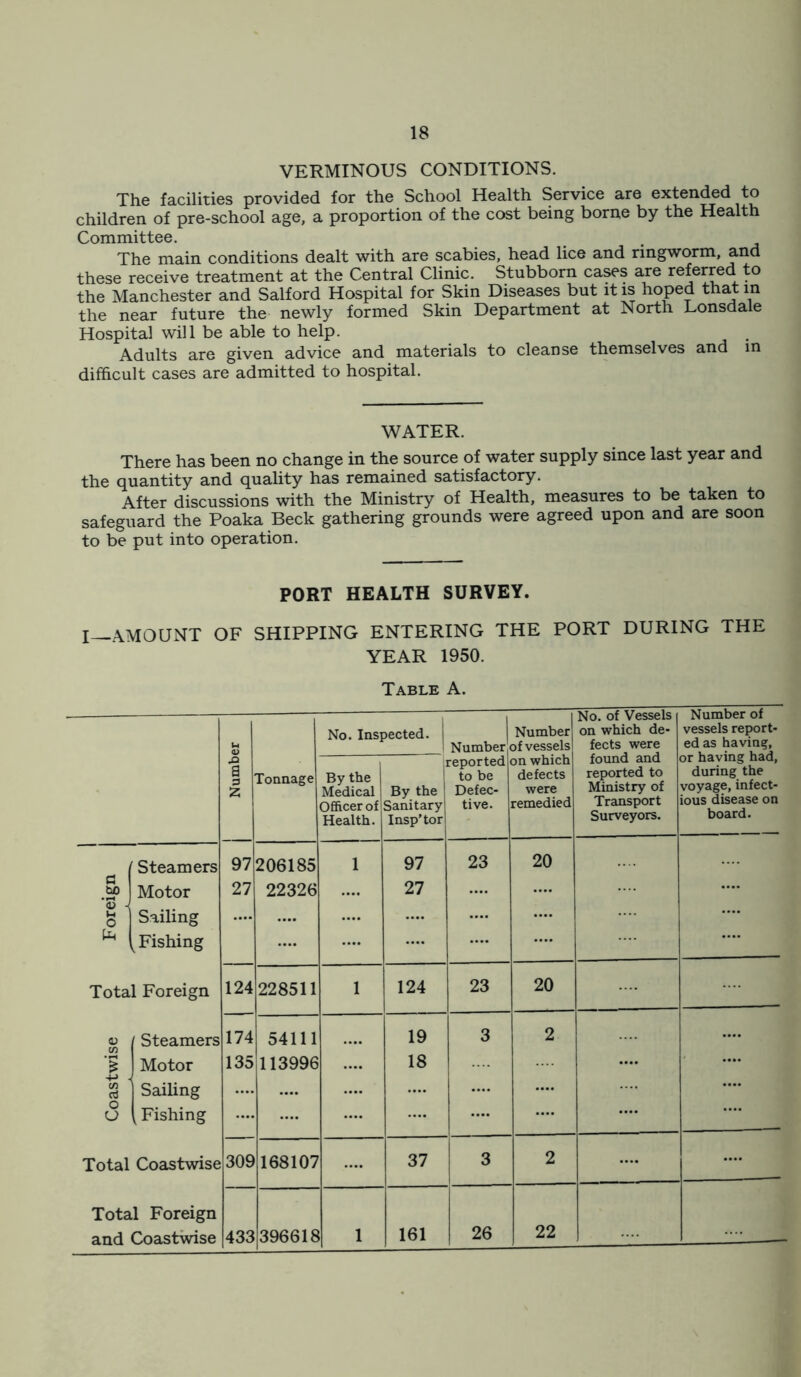 18
VERMINOUS CONDITIONS.
The facilities provided for the School Health Service are extended to
children of pre-school age, a proportion of the cost being borne by the Health
Committee.
The main conditions dealt with are scabies, head lice and ringworm, and
these receive treatment at the Central Clinic. Stubborn cases are referred to
the Manchester and Salford Hospital for Skin Diseases but it is hoped that in
the near future the newly formed Skin Department at North Lonsdale
Hospital will be able to help.
Adults are given advice and materials to cleanse themselves and in
difficult cases are admitted to hospital.
WATER.
There has been no change in the source of water supply since last year and
the quantity and quality has remained satisfactory.
After discussions with the Ministry of Health, measures to be taken to
safeguard the Poaka Beck gathering grounds were agreed upon and are soon
to be put into operation.
PORT HEALTH SURVEY.
I—AMOUNT OF SHIPPING ENTERING THE PORT DURING THE
YEAR 1950.
TABLE A.
Number
Tonnage
No. Inspected.
By the
Medical
Officer of
Health.
By the
Sanitary
Insp'tor
Number
reported
to be
Defec-
tive.
Number
of vessels
on which
defects
were
remedied
No. of Vessels
on which de-
fects were
found and
reported to
Ministry of
Transport
Surveyors.
Number of
vessels report-
ed as having,
or having had,
during the
voyage, infect-
ious disease on
board.
Foreign
Steamers 97 206185 1 97 23 20 .... ....
Motor 27 22326 .... 27 .... .... .... ....
Sailing .... .... .... .... .... .... .... ....
Fishing .... .... .... .... .... .... ....
Total Foreign 124 228511 1 124 23 20 .... ....
Coastwise
Steamers 174 54111 .... 19 3 2 .... ....
Motor 135 113996 .... 18 .... .... .... ....
Sailing .... .... .... .... .... .... .... ....
Fishing .... .... .... .... .... .... .... ....
Total Coastwise 309 168107 .... 37 3 2 .... ....
Total Foreign
and Coastwise 433 396618 1 161 26 22 .... ....